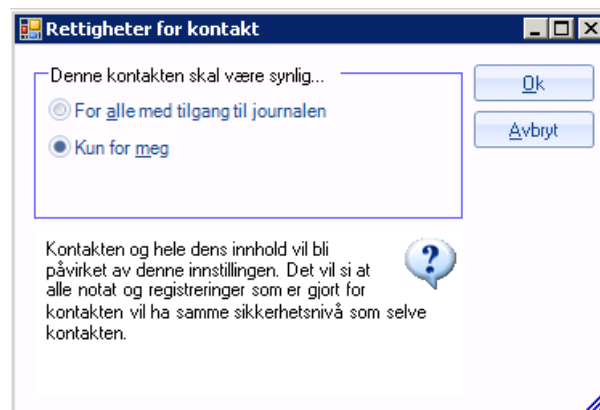 Rettigheter for kontakt
Denne kontakten skal være synlig...
For alle med tilgang til journalen
Kun for meg
Ok
Avbryt
Kontakten og hele dens innhold vil bli
påvirket av denne innstillingen. Det vil si at
alle notat og registreringer som er gjort for
kontakten vil ha samme sikkerhetsnivå som selve
kontakten.